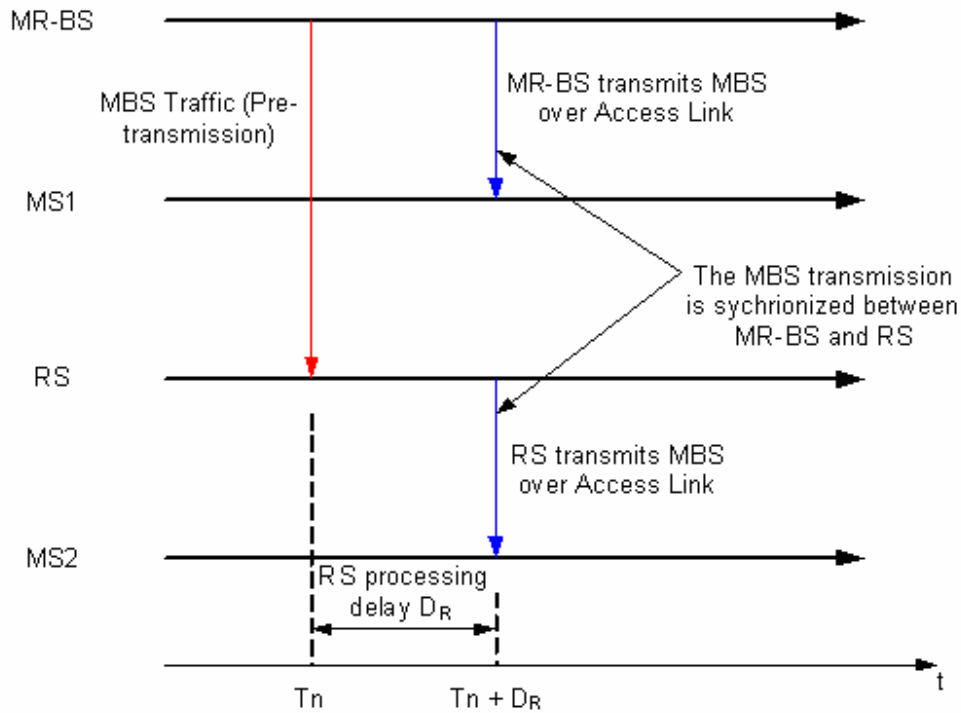 MR-BS
MBS Traffic (Pre-
transmission)
MR-BS transmits MBS
over Access Link
MS1
The MBS transmission
is sychrionized between
MR-BS and RS
RS
RS transmits MBS
over Access Link
MS2
RS processing
delay DR
t
Tn
Tn + DR